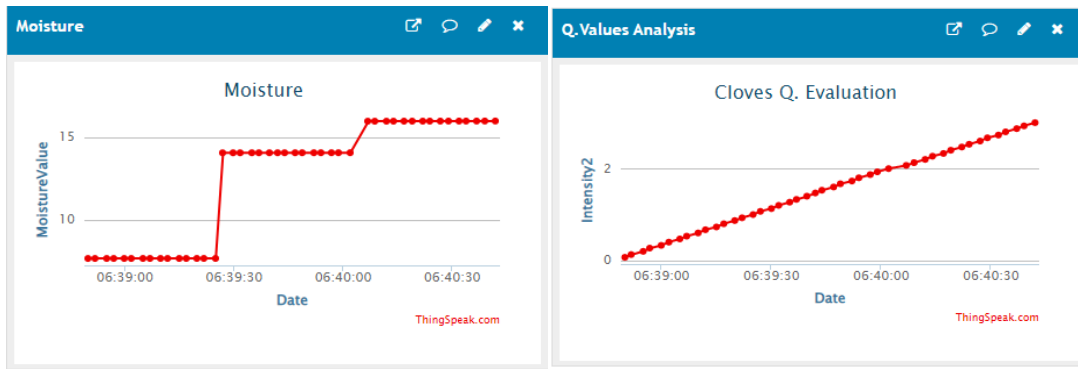 Moisture
Moisture
MoistureValue
15
10
06:39:00 06:39:30 06:40:00 06:40:30
Date
ThingSpeak.com
Q.Values Analysis
Cloves Q. Evaluation
Intensity2
2
0
06:39:00 06:39:30 06:40:00 06:40:30
Date
ThingSpeak.com